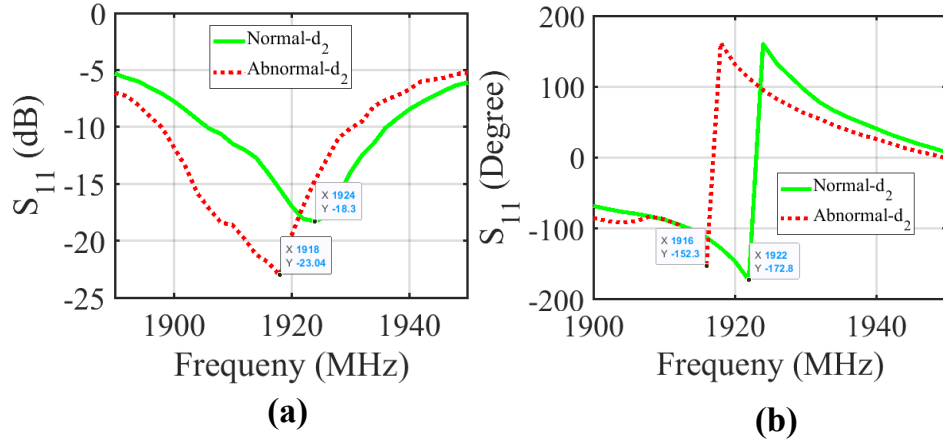 0
-5
-10
-15
-20
-25
S11 (dB)
Normal-d2
Abnormal-d2
X 1924
Y -18.3
X 1918
Y -23.04
1900
1920
1940
Frequeny (MHz)
(a)
200
100
0
-100
-200
S11 (Degree)
Normal-d2
Abnormal-d2
X 1916
Y -152.3
X 1922
Y -172.8
1900
1920
1940
Frequeny (MHz)
(b)